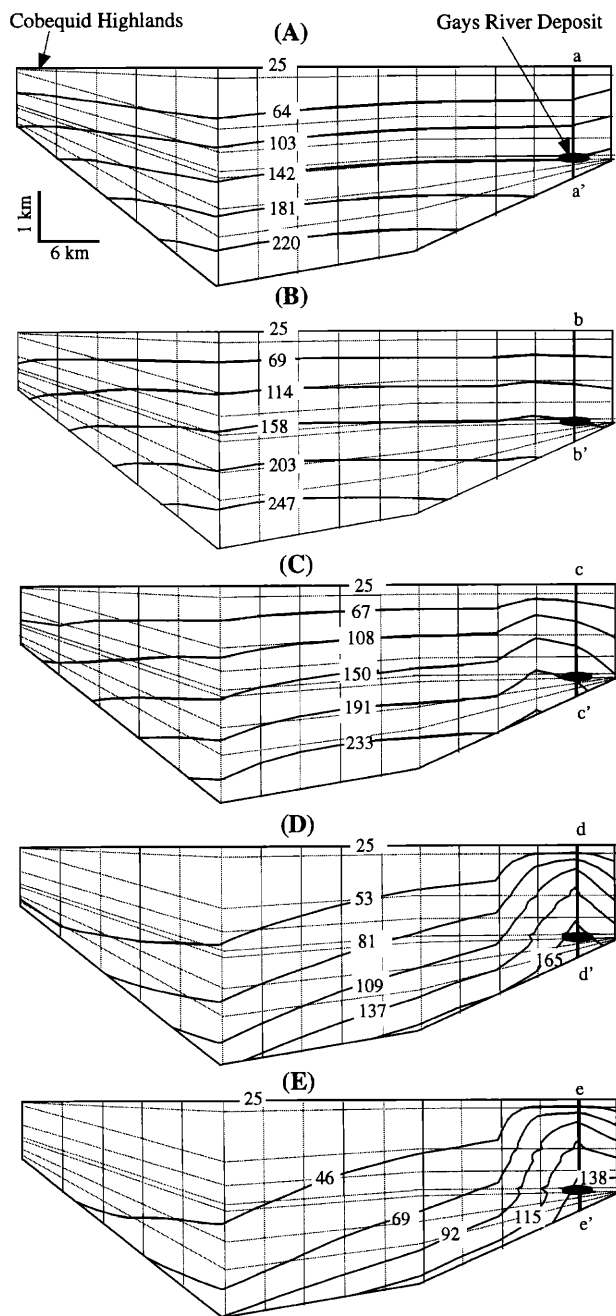 Cobequid Highlands
Gays River Deposit
(A)
25
a
64
103
142
a'
181
220
1 km
6 km
(B)
25
b
69
114
158
b'
203
247
(C)
25
c
67
108
150
191
c'
233
(D)
25
d
53
81
109
165
137
d'
(E)
25
e
46
138
69
115
92
e'